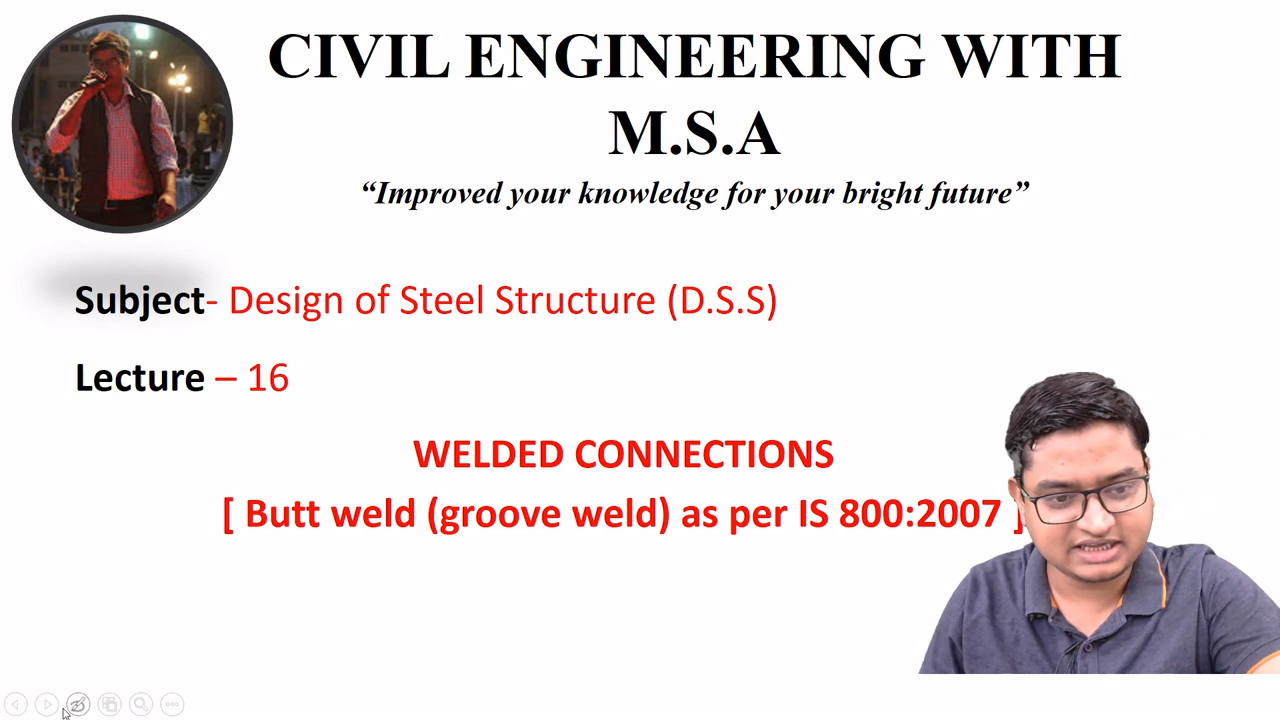 CIVIL ENGINEERING WITH
M.S.A
“Improved your knowledge for your bright future”
Subject- Design of Steel Structure (D.S.S)
Lecture – 16
WELDED CONNECTIONS
[ Butt weld (groove weld) as per IS 800:2007 ]